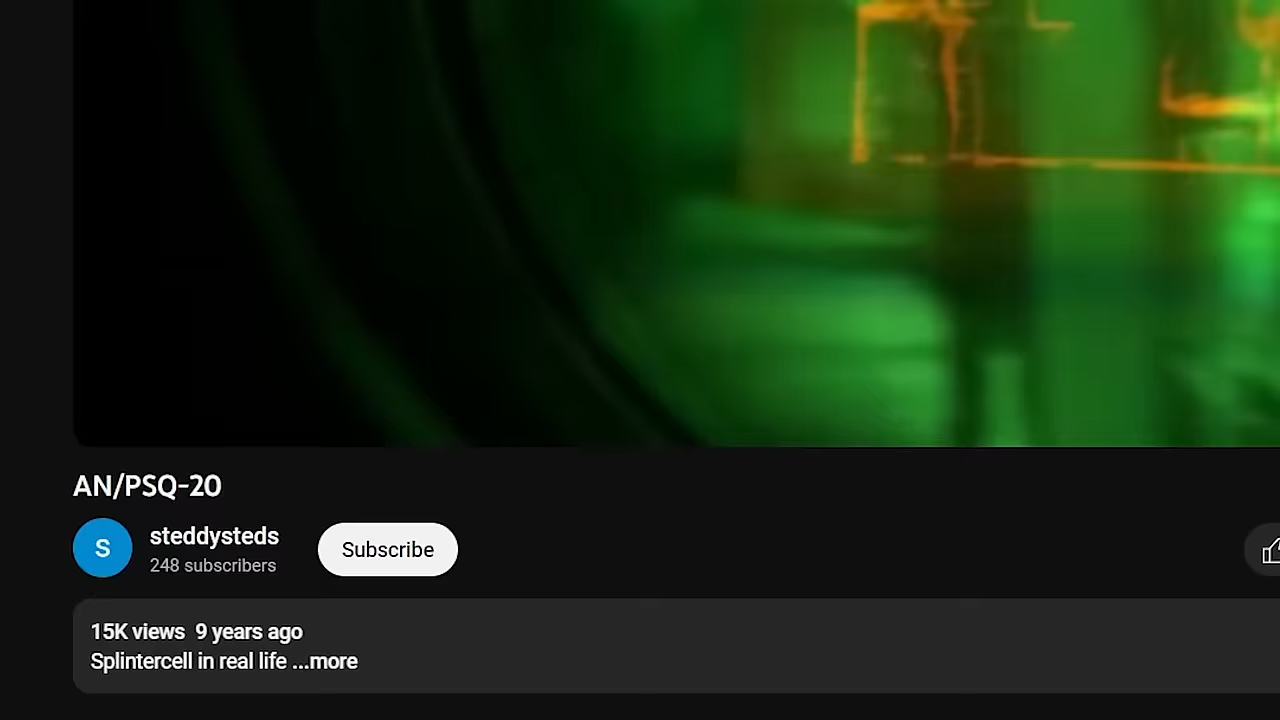 AN/PSQ-20
S
steddysteds
248 subscribers
Subscribe
15K views 9 years ago
Splintercell in real life ...more